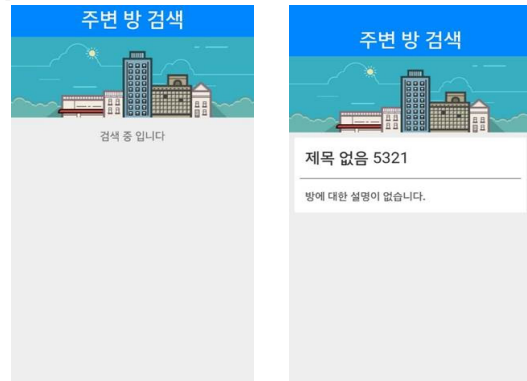 주변 방 검색
검색 중 입니다
주변 방 검색
제목 없음 5321
방에 대한 설명이 없습니다.